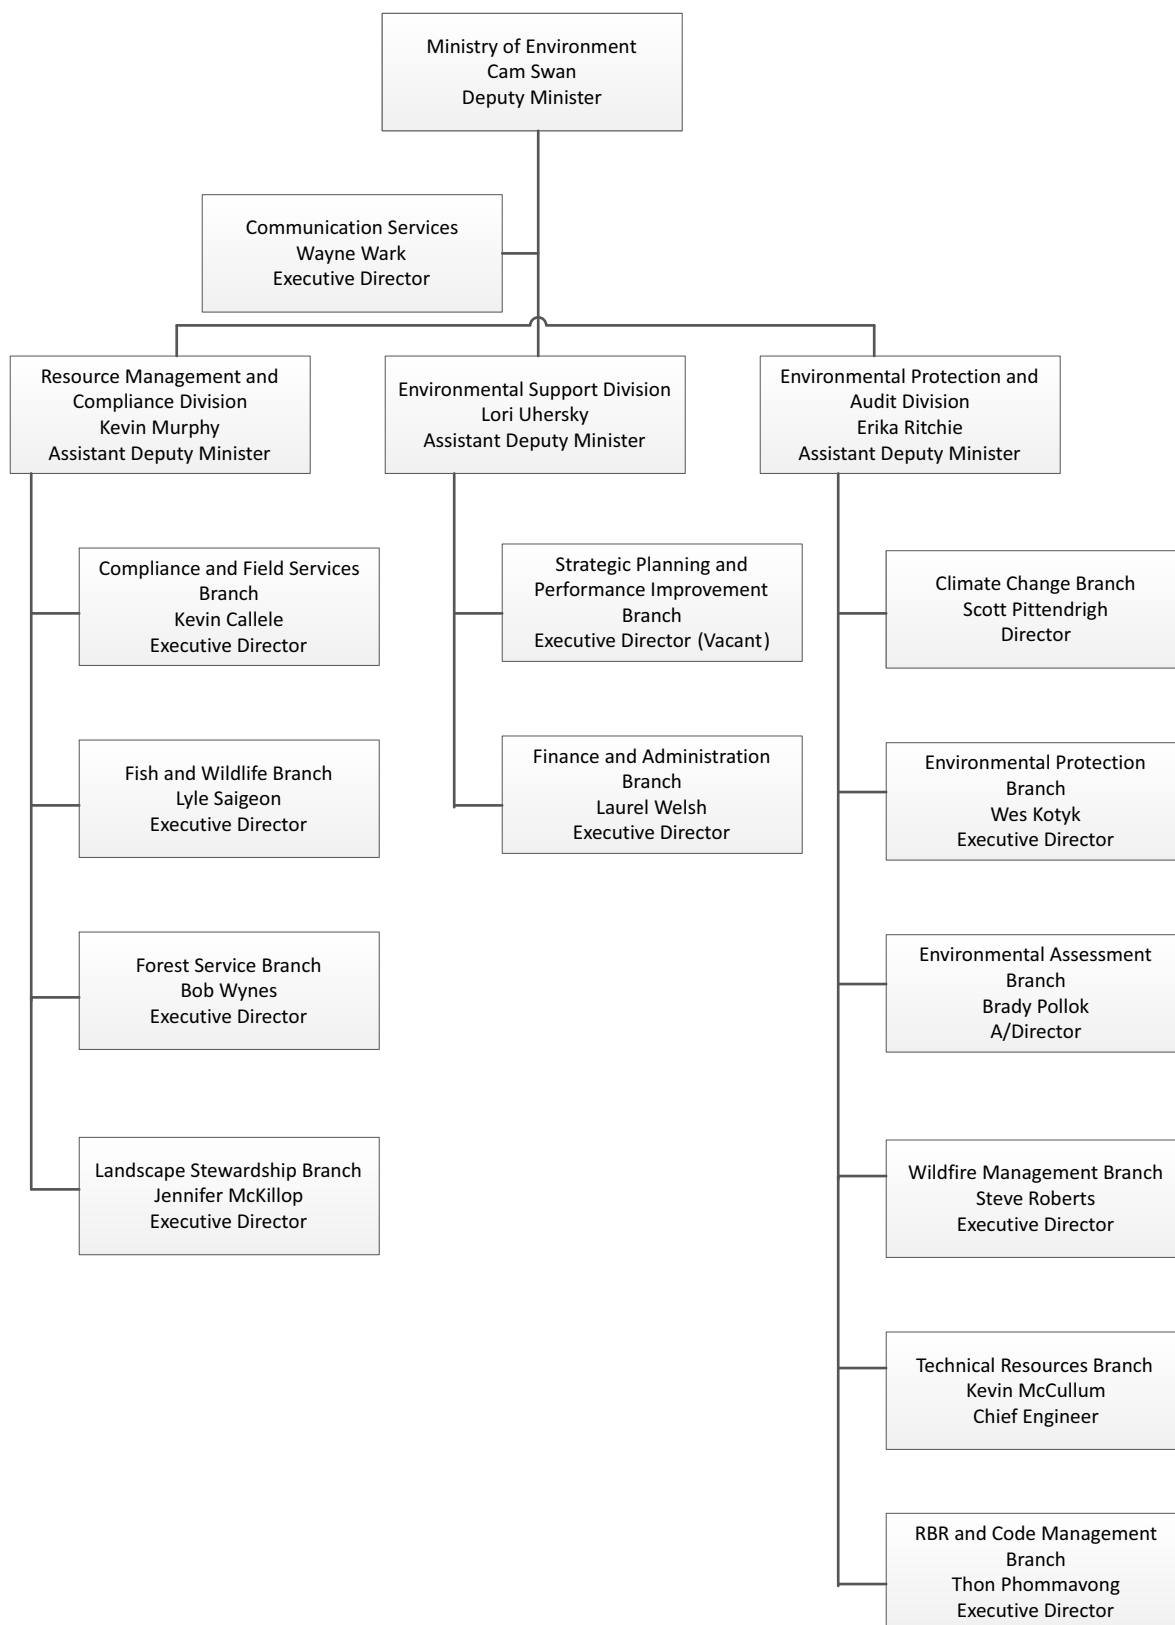 Ministry of Environment
Cam Swan
Deputy Minister
Communication Services
Wayne Wark
Executive Director
Resource Management and
Compliance Division
Kevin Murphy
Assistant Deputy Minister
Environmental Support Division
Lori Uhersky
Assistant Deputy Minister
Environmental Protection and
Audit Division
Erika Ritchie
Assistant Deputy Minister
Compliance and Field Services
Branch
Kevin Callele
Executive Director
Fish and Wildlife Branch
Lyle Saigeon
Executive Director
Forest Service Branch
Bob Wynes
Executive Director
Landscape Stewardship Branch
Jennifer McKillop
Executive Director
Strategic Planning and
Performance Improvement
Branch
Executive Director (Vacant)
Finance and Administration
Branch
Laurel Welsh
Executive Director
Climate Change Branch
Scott Pittendrigh
Director
Environmental Protection
Branch
Wes Kotyk
Executive Director
Environmental Assessment
Branch
Brady Pollok
A/Director
Wildfire Management Branch
Steve Roberts
Executive Director
Technical Resources Branch
Kevin McCullum
Chief Engineer
RBR and Code Management
Branch
Thon Phommavong
Executive Director